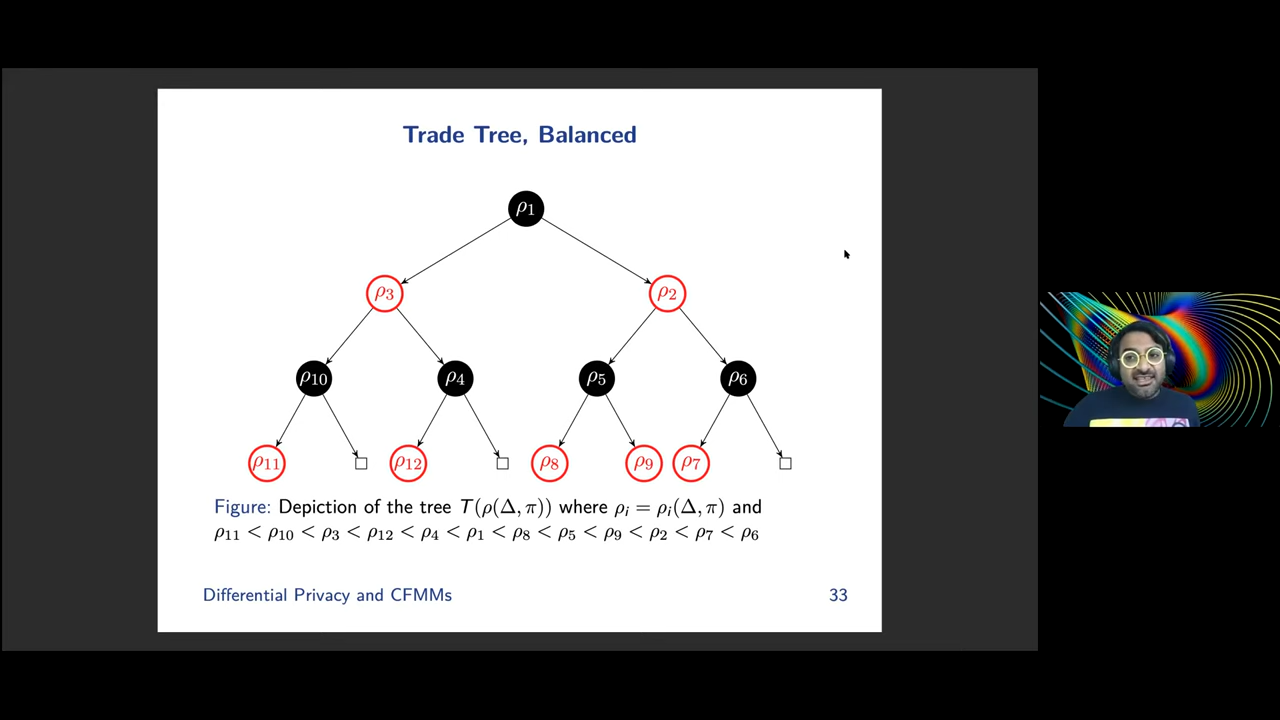 Trade Tree, Balanced
ρ₁
ρ₃ ρ₂
ρ₁₀ ρ₄ ρ₅ ρ₆
ρ₁₁ ρ₁₂ ρ₈ ρ₉ ρ₇
Figure: Depiction of the tree T(ρ(Δ, π)) where ρᵢ = ρᵢ(Δ, π) and
ρ₁₁ < ρ₁₀ < ρ₃ < ρ₁₂ < ρ₄ < ρ₁ < ρ₈ < ρ₅ < ρ₉ < ρ₂ < ρ₇ < ρ₆
Differential Privacy and CFMMs 33